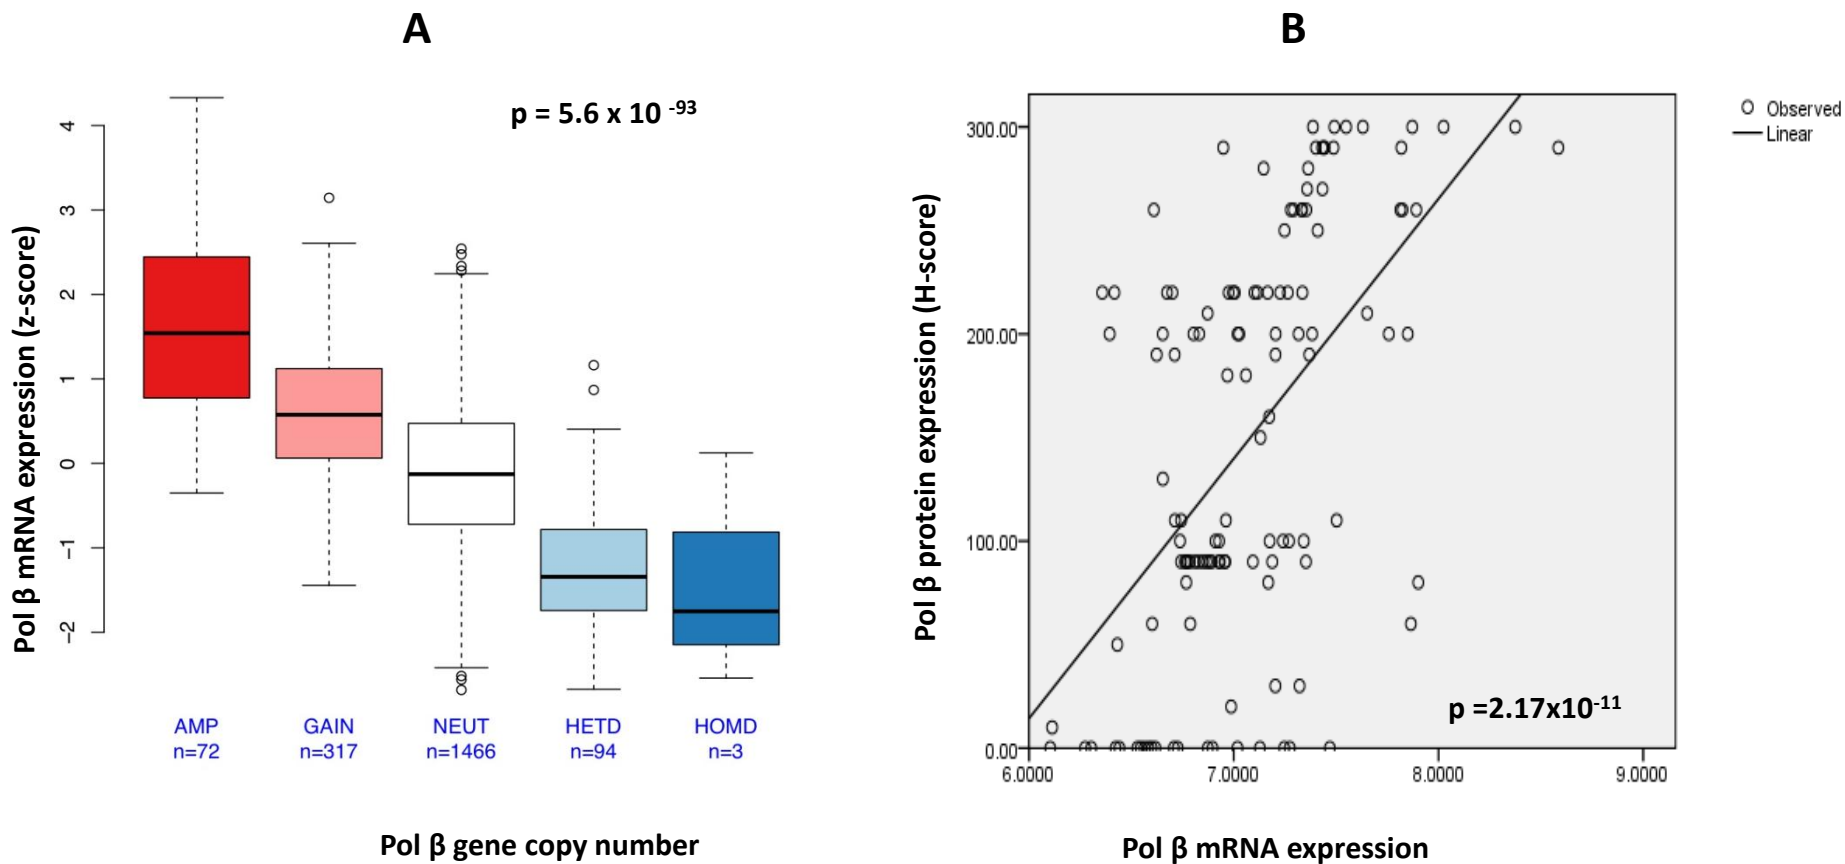 A
p = 5.6 x 10 -93
Pol β mRNA expression (z-score)
4
3
2
1
0
-1
-2
AMP
n=72
GAIN
n=317
NEUT
n=1466
HETD
n=94
HOMD
n=3
Pol β gene copy number
B
Pol β protein expression (H-score)
300.00
200.00
100.00
0.00
6.0000
7.0000
8.0000
9.0000
Observed
Linear
p =2.17x10-11
Pol β mRNA expression